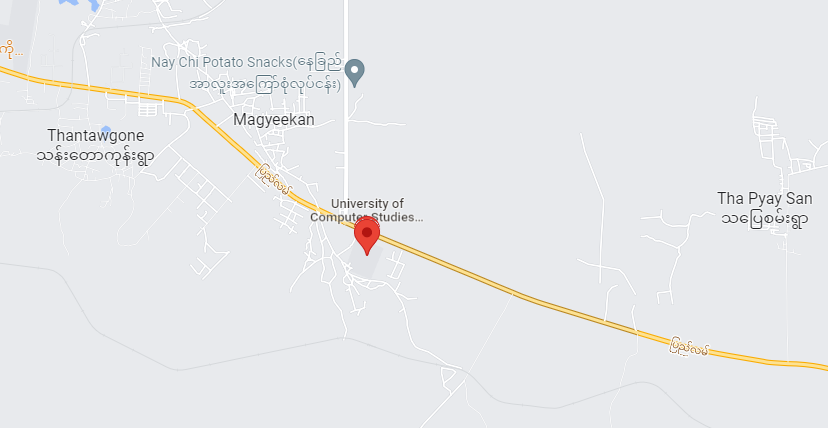 ကို...
Nay Chi Potato Snacks(နေခြည်
အာလူးအကြော်စုံလုပ်ငန်း)
Magyeekan
Thantawgone
သန်းတောကုန်းရွာ
ပြည်လမ်
University of
Computer Studies...
Tha Pyay San
သပြေစမ်းရွာ
ပြည်လမ်